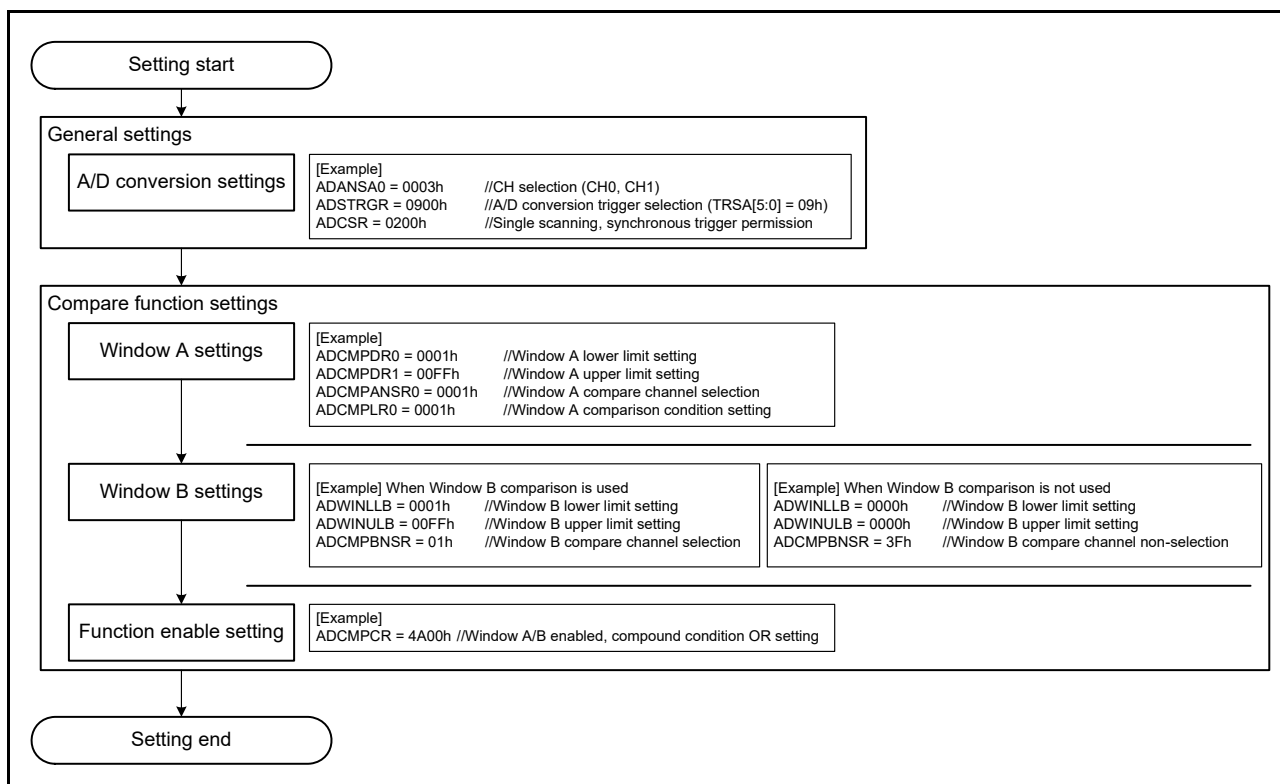 Setting start
General settings
A/D conversion settings
[Example]
ADANSA0 = 0003h //CH selection (CH0, CH1)
ADSTRGR = 0900h //A/D conversion trigger selection (TRSA[5:0] = 09h)
ADCSR = 0200h //Single scanning, synchronous trigger permission
Compare function settings
Window A settings
[Example]
ADCMPDR0 = 0001h //Window A lower limit setting
ADCMPDR1 = 00FFh //Window A upper limit setting
ADCMPANSR0 = 0001h //Window A compare channel selection
ADCMPLR0 = 0001h //Window A comparison condition setting
Window B settings
[Example] When Window B comparison is used
ADWINLLB = 0001h //Window B lower limit setting
ADWINULB = 00FFh //Window B upper limit setting
ADCMPBNSR = 01h //Window B compare channel selection
[Example] When Window B comparison is not used
ADWINLLB = 0000h //Window B lower limit setting
ADWINULB = 0000h //Window B upper limit setting
ADCMPBNSR = 3Fh //Window B compare channel non-selection
Function enable setting
[Example]
ADCMPCR = 4A00h //Window A/B enabled, compound condition OR setting
Setting end